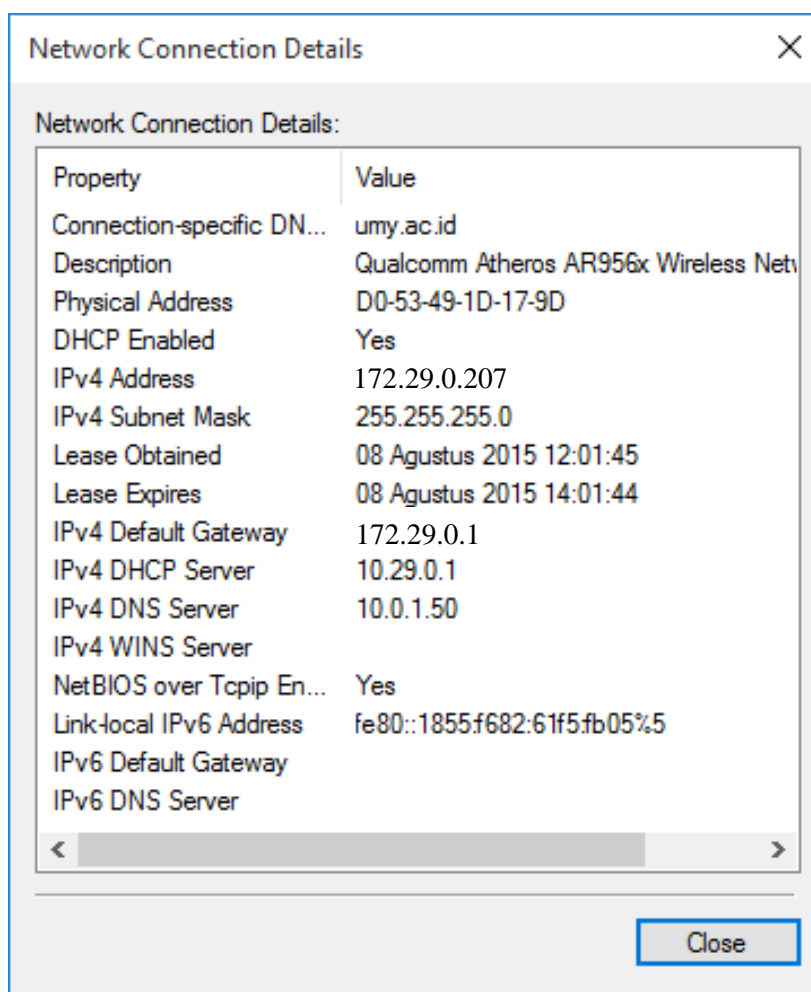 Network Connection Details
Network Connection Details:
Property Value
Connection-specific DN... umy.ac.id
Description Qualcomm Atheros AR956x Wireless Netw
Physical Address D0-53-49-1D-17-9D
DHCP Enabled Yes
IPv4 Address 172.29.0.207
IPv4 Subnet Mask 255.255.255.0
Lease Obtained 08 Agustus 2015 12:01:45
Lease Expires 08 Agustus 2015 14:01:44
IPv4 Default Gateway 172.29.0.1
IPv4 DHCP Server 10.29.0.1
IPv4 DNS Server 10.0.1.50
IPv4 WINS Server
NetBIOS over Tcpip En... Yes
Link-local IPv6 Address fe80::1855:f682:61f5:fb05%5
IPv6 Default Gateway
IPv6 DNS Server
Close